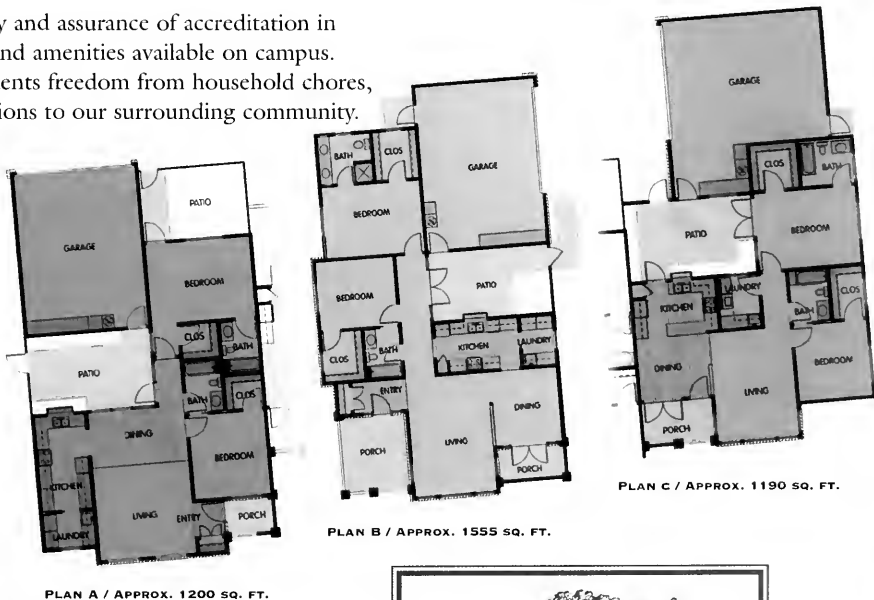 y and assurance of accreditation in
nd amenities available on campus.
ents freedom from household chores,
ions to our surrounding community.
GARAGE
PATIO
BEDROOM
CLOS
BATH
PATIO
BATH
CLOS
DINING
BEDROOM
KITCHEN
LIVING
ENTRY
PORCH
LAUNDRY
PLAN A / APPROX. 1200 SQ. FT.
BATH
CLOS
GARAGE
BEDROOM
BEDROOM
PATIO
CLOS
BATH
KITCHEN
LAUNDRY
ENTRY
DINING
PORCH
LIVING
PORCH
PLAN B / APPROX. 1555 SQ. FT.
GARAGE
CLOS
BATH
PATIO
BEDROOM
KITCHEN
LAUNDRY
BATH
CLOS
DINING
LIVING
BEDROOM
PORCH
PLAN C / APPROX. 1190 SQ. FT.